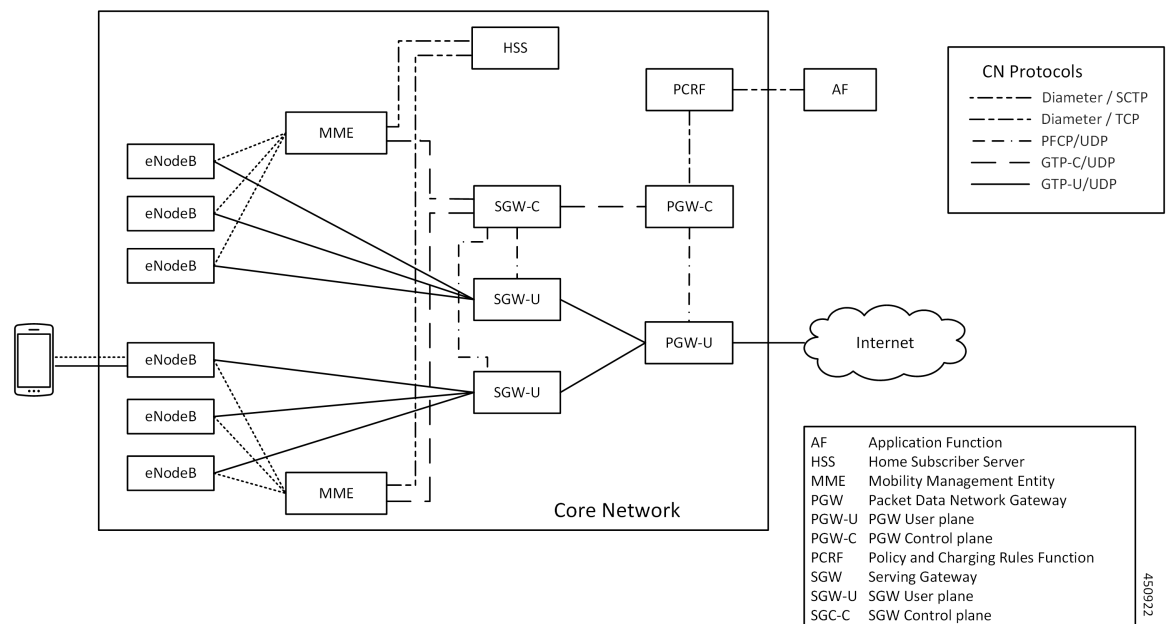 HSS
PCRF
AF
MME
eNodeB
eNodeB
SGW-C
PGW-C
eNodeB
SGW-U
PGW-U
Internet
eNodeB
SGW-U
eNodeB
eNodeB
MME
Core Network
CN Protocols
Diameter / SCTP
Diameter / TCP
PFCP/UDP
GTP-C/UDP
GTP-U/UDP
AF Application Function
HSS Home Subscriber Server
MME Mobility Management Entity
PGW Packet Data Network Gateway
PGW-U PGW User plane
PGW-C PGW Control plane
PCRF Policy and Charging Rules Function
SGW Serving Gateway
SGW-U SGW User plane
SGC-C SGW Control plane
450922